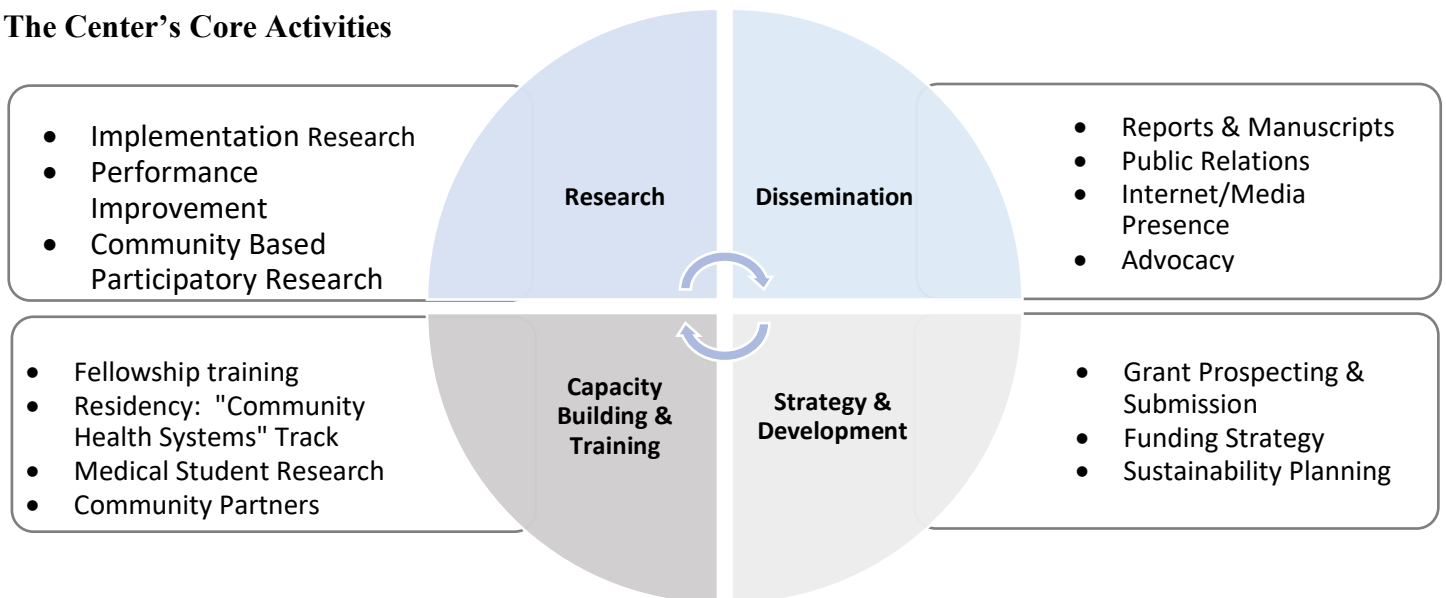 The Center’s Core Activities
• Implementation Research
• Performance
Improvement
• Community Based
Participatory Research
Research
Dissemination
• Reports & Manuscripts
• Public Relations
• Internet/Media
Presence
• Advocacy
• Fellowship training
• Residency: "Community
Health Systems" Track
• Medical Student Research
• Community Partners
Capacity
Building &
Training
Strategy &
Development
• Grant Prospecting &
Submission
• Funding Strategy
• Sustainability Planning